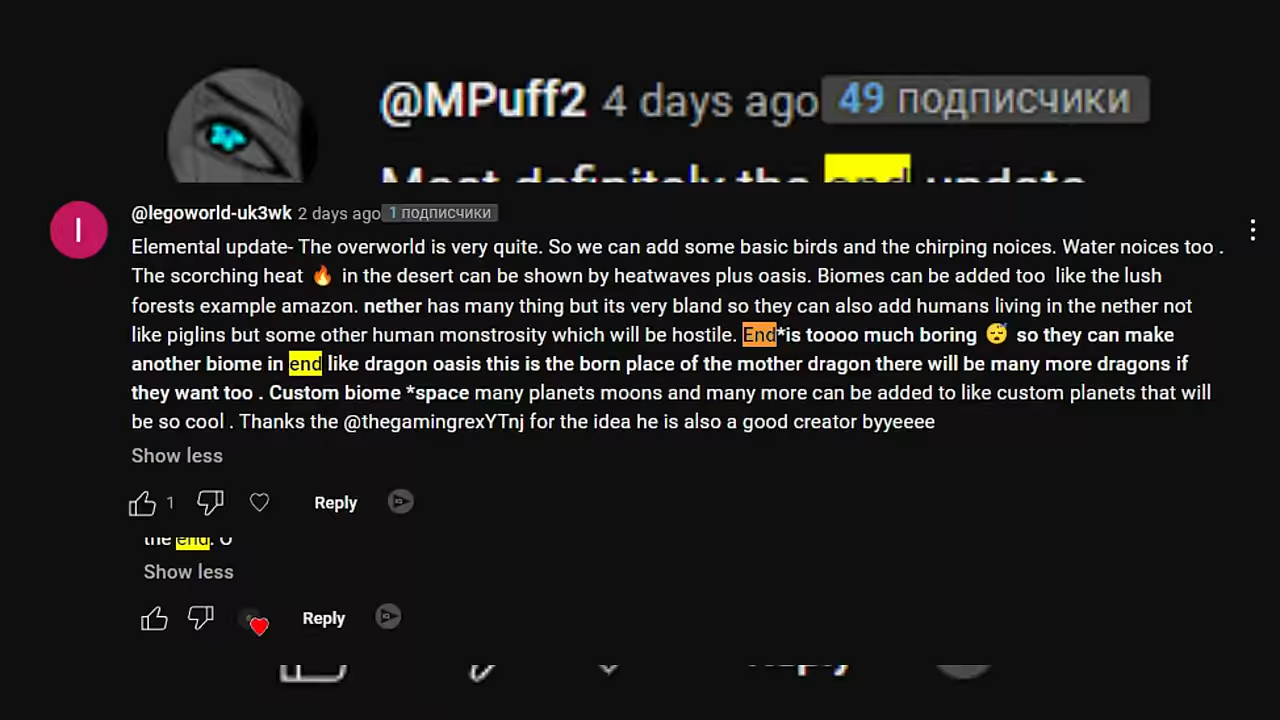 @MPuff2 4 days ago 49 подписчики
Most definitely the end update
@legoworld-uk3wk 2 days ago 1 подписчики
Elemental update- The overworld is very quite. So we can add some basic birds and the chirping noices. Water noices too .
The scorching heat 🔥 in the desert can be shown by heatwaves plus oasis. Biomes can be added too like the lush
forests example amazon. nether has many thing but its very bland so they can also add humans living in the nether not
like piglins but some other human monstrosity which will be hostile. End*is toooo much boring 😴 so they can make
another biome in end like dragon oasis this is the born place of the mother dragon there will be many more dragons if
they want too . Custom biome *space many planets moons and many more can be added to like custom planets that will
be so cool . Thanks the @thegamingrexYTnj for the idea he is also a good creator byyeeee
Show less
1 Reply
the end. O
Show less
Reply
Reply